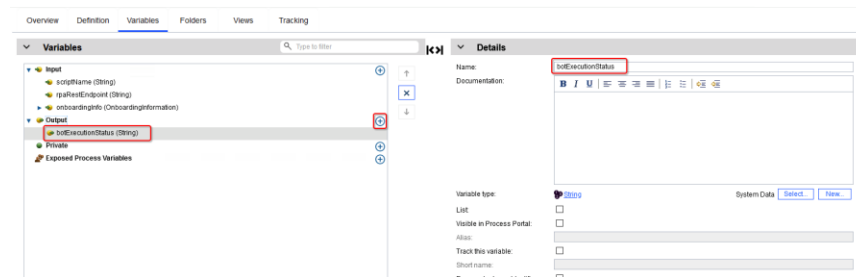 Overview Definition Variables Folders Views Tracking
Variables Type to filter
Details
Input
scriptName (String)
rpaRestEndpoint (String)
onboardingInfo (OnboardingInformation)
Output
botExecutionStatus (String)
Private
Exposed Process Variables
Name: botExecutionStatus
Documentation:
B I U
Variable type: String System Data Select... New...
List
Visible in Process Portal:
Alias:
Track this variable:
Short name: